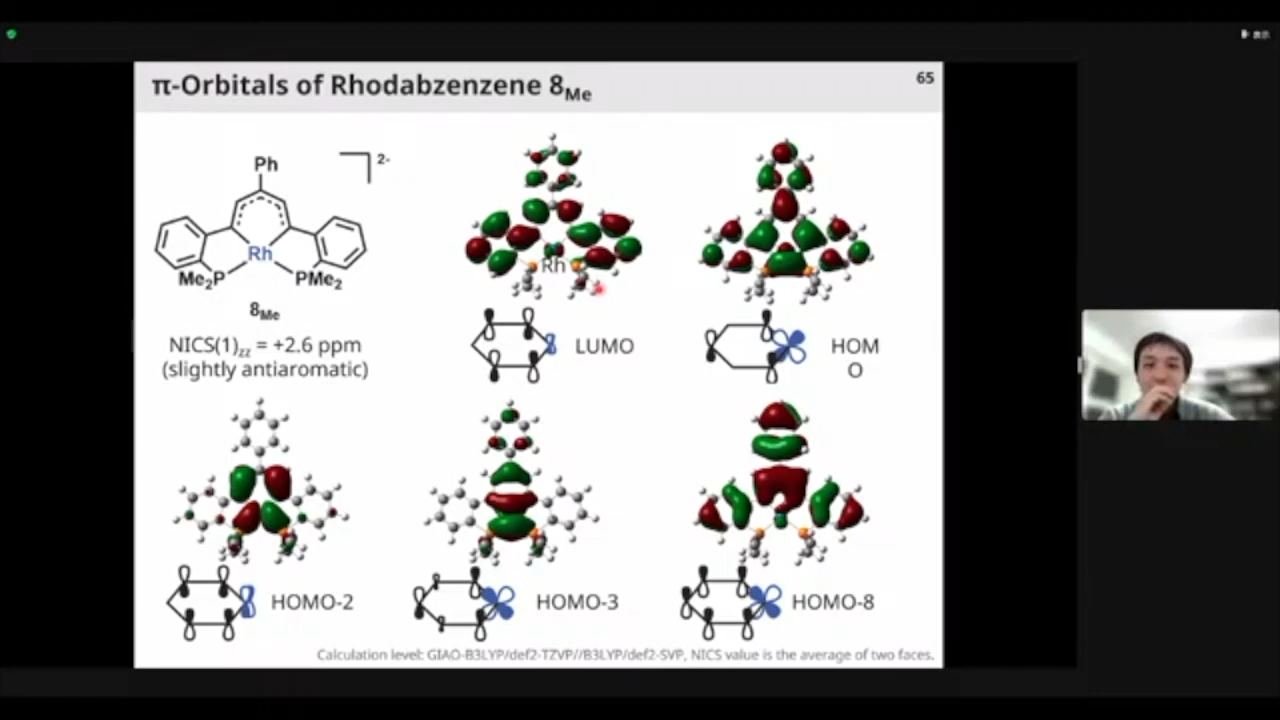 π-Orbitals of Rhodabzenzene 8Me
65
Ph
2-
Rh
Me2P
PMe2
8Me
NICS(1)zz = +2.6 ppm
(slightly antiaromatic)
Rh
LUMO
HOM
O
HOMO-2
HOMO-3
HOMO-8
Calculation level: GIAO-B3LYP/def2-TZVP//B3LYP/def2-SVP, NICS value is the average of two faces.